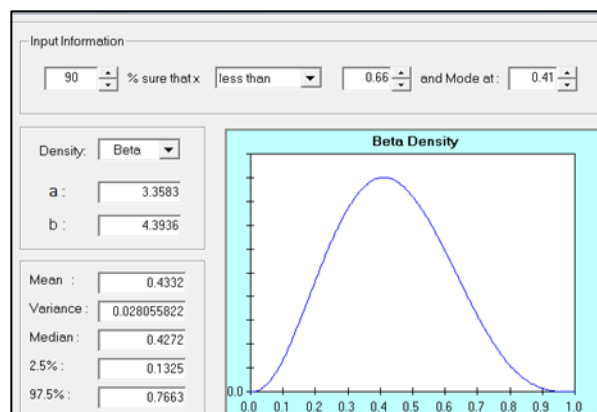 Input Information
90 % sure that x less than 0.66 and Mode at : 0.41
Density: Beta
a : 3.3583
b : 4.3936
Mean : 0.4332
Variance : 0.028055822
Median : 0.4272
2.5% : 0.1325
97.5% : 0.7663
Beta Density
0.0
0.0 0.1 0.2 0.3 0.4 0.5 0.6 0.7 0.8 0.9 1.0